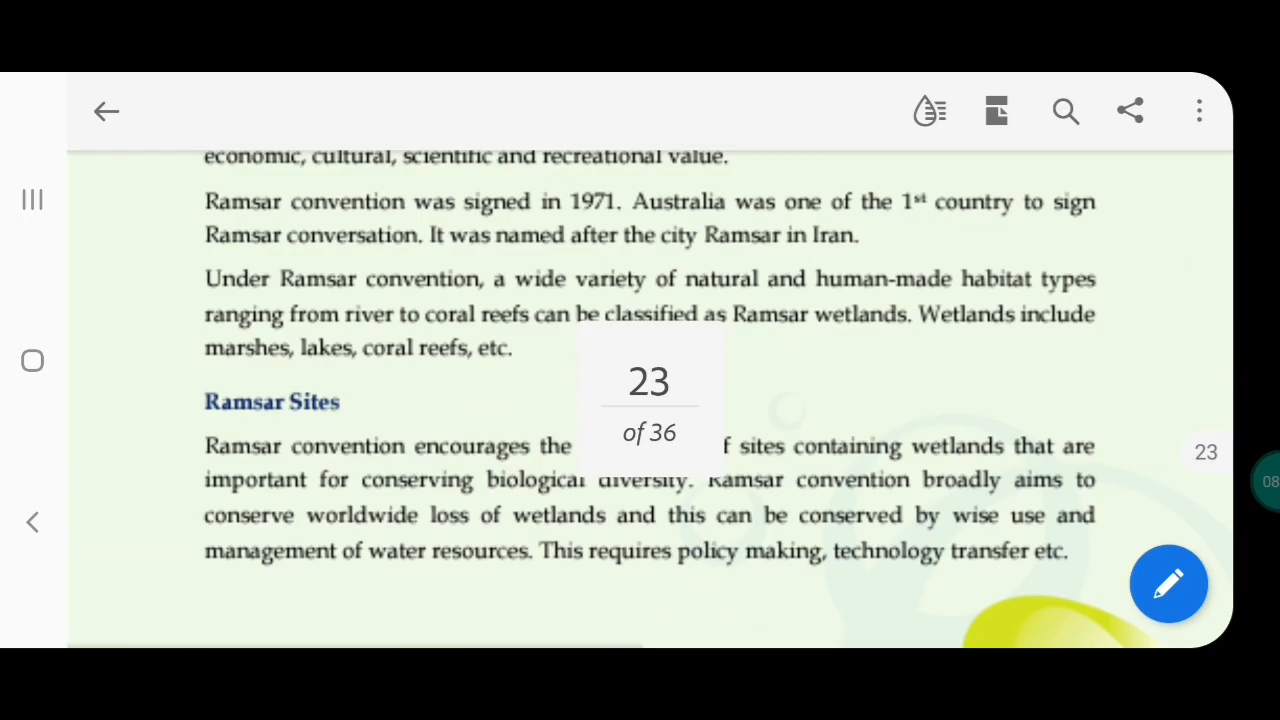 economic, cultural, scientific and recreational value.
Ramsar convention was signed in 1971. Australia was one of the 1st country to sign
Ramsar conversation. It was named after the city Ramsar in Iran.
Under Ramsar convention, a wide variety of natural and human-made habitat types
ranging from river to coral reefs can be classified as Ramsar wetlands. Wetlands include
marshes, lakes, coral reefs, etc.
23
of 36
Ramsar Sites
Ramsar convention encourages the f sites containing wetlands that are
23
important for conserving biological diversity. Ramsar convention broadly aims to
08
conserve worldwide loss of wetlands and this can be conserved by wise use and
management of water resources. This requires policy making, technology transfer etc.